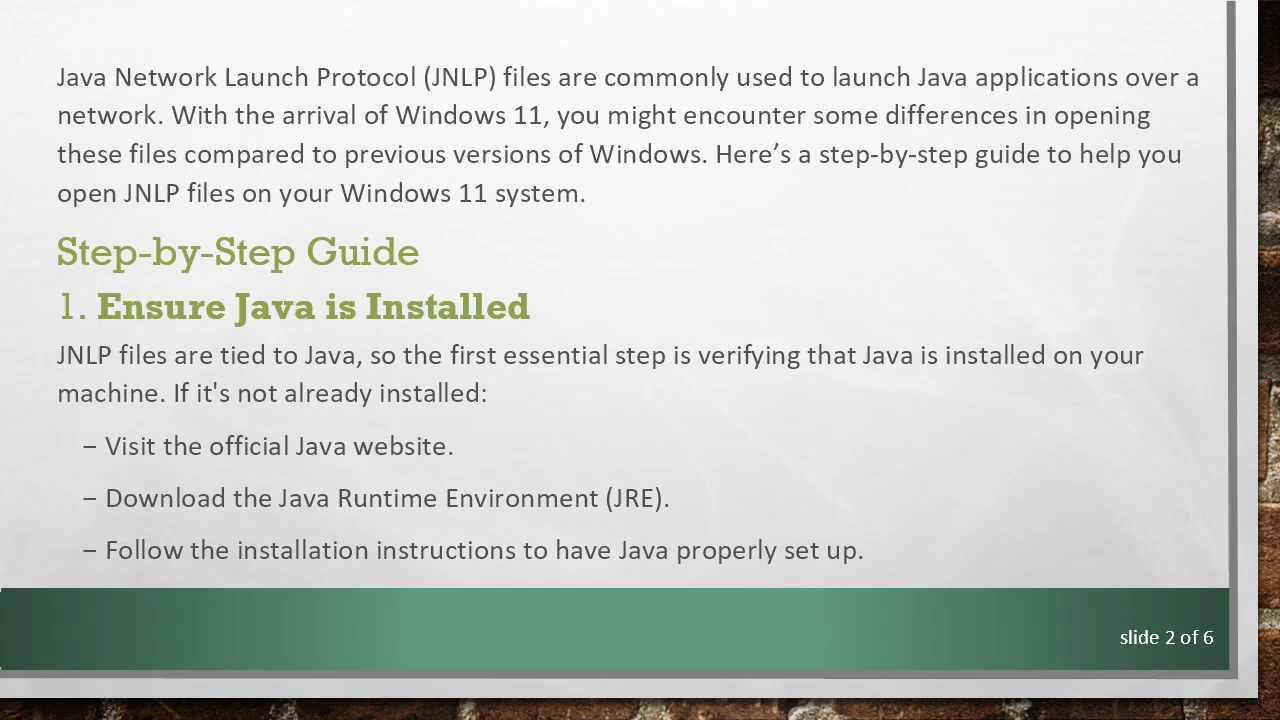 Java Network Launch Protocol (JNLP) files are commonly used to launch Java applications over a
network. With the arrival of Windows 11, you might encounter some differences in opening
these files compared to previous versions of Windows. Here’s a step-by-step guide to help you
open JNLP files on your Windows 11 system.
Step-by-Step Guide
1. Ensure Java is Installed
JNLP files are tied to Java, so the first essential step is verifying that Java is installed on your
machine. If it's not already installed:
– Visit the official Java website.
– Download the Java Runtime Environment (JRE).
– Follow the installation instructions to have Java properly set up.
slide 2 of 6